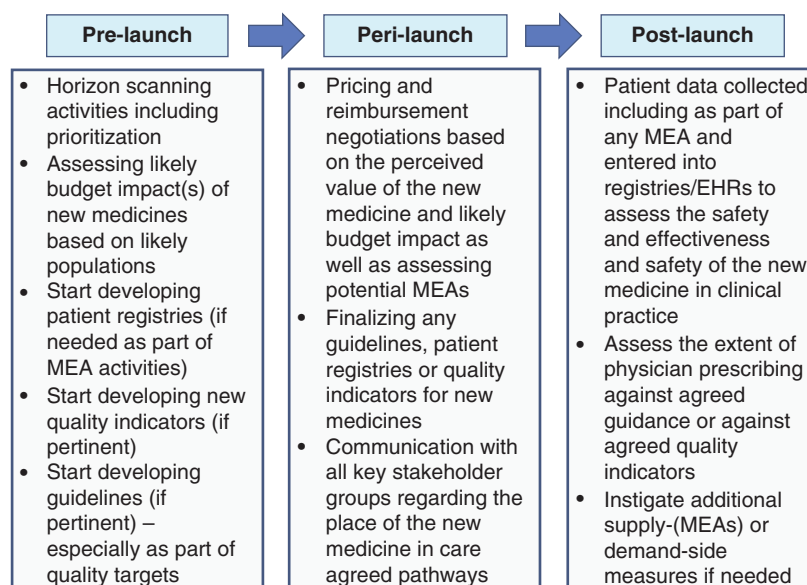 Pre-launch
Peri-launch
Post-launch
• Horizon scanning
activities including
prioritization
• Assessing likely
budget impact(s) of
new medicines
based on likely
populations
• Start developing
patient registries (if
needed as part of
MEA activities)
• Start developing new
quality indicators (if
pertinent)
• Start developing
guidelines (if
pertinent) –
especially as part of
quality targets
• Pricing and
reimbursement
negotiations based
on the perceived
value of the new
medicine and likely
budget impact as
well as assessing
potential MEAs
• Finalizing any
guidelines, patient
registries or quality
indicators for new
medicines
• Communication with
all key stakeholder
groups regarding the
place of the new
medicine in care
agreed pathways
• Patient data collected
including as part of
any MEA and
entered into
registries/EHRs to
assess the safety
and effectiveness
and safety of the new
medicine in clinical
practice
• Assess the extent of
physician prescribing
against agreed
guidance or against
agreed quality
indicators
• Instigate additional
supply-(MEAs) or
demand-side
measures if needed